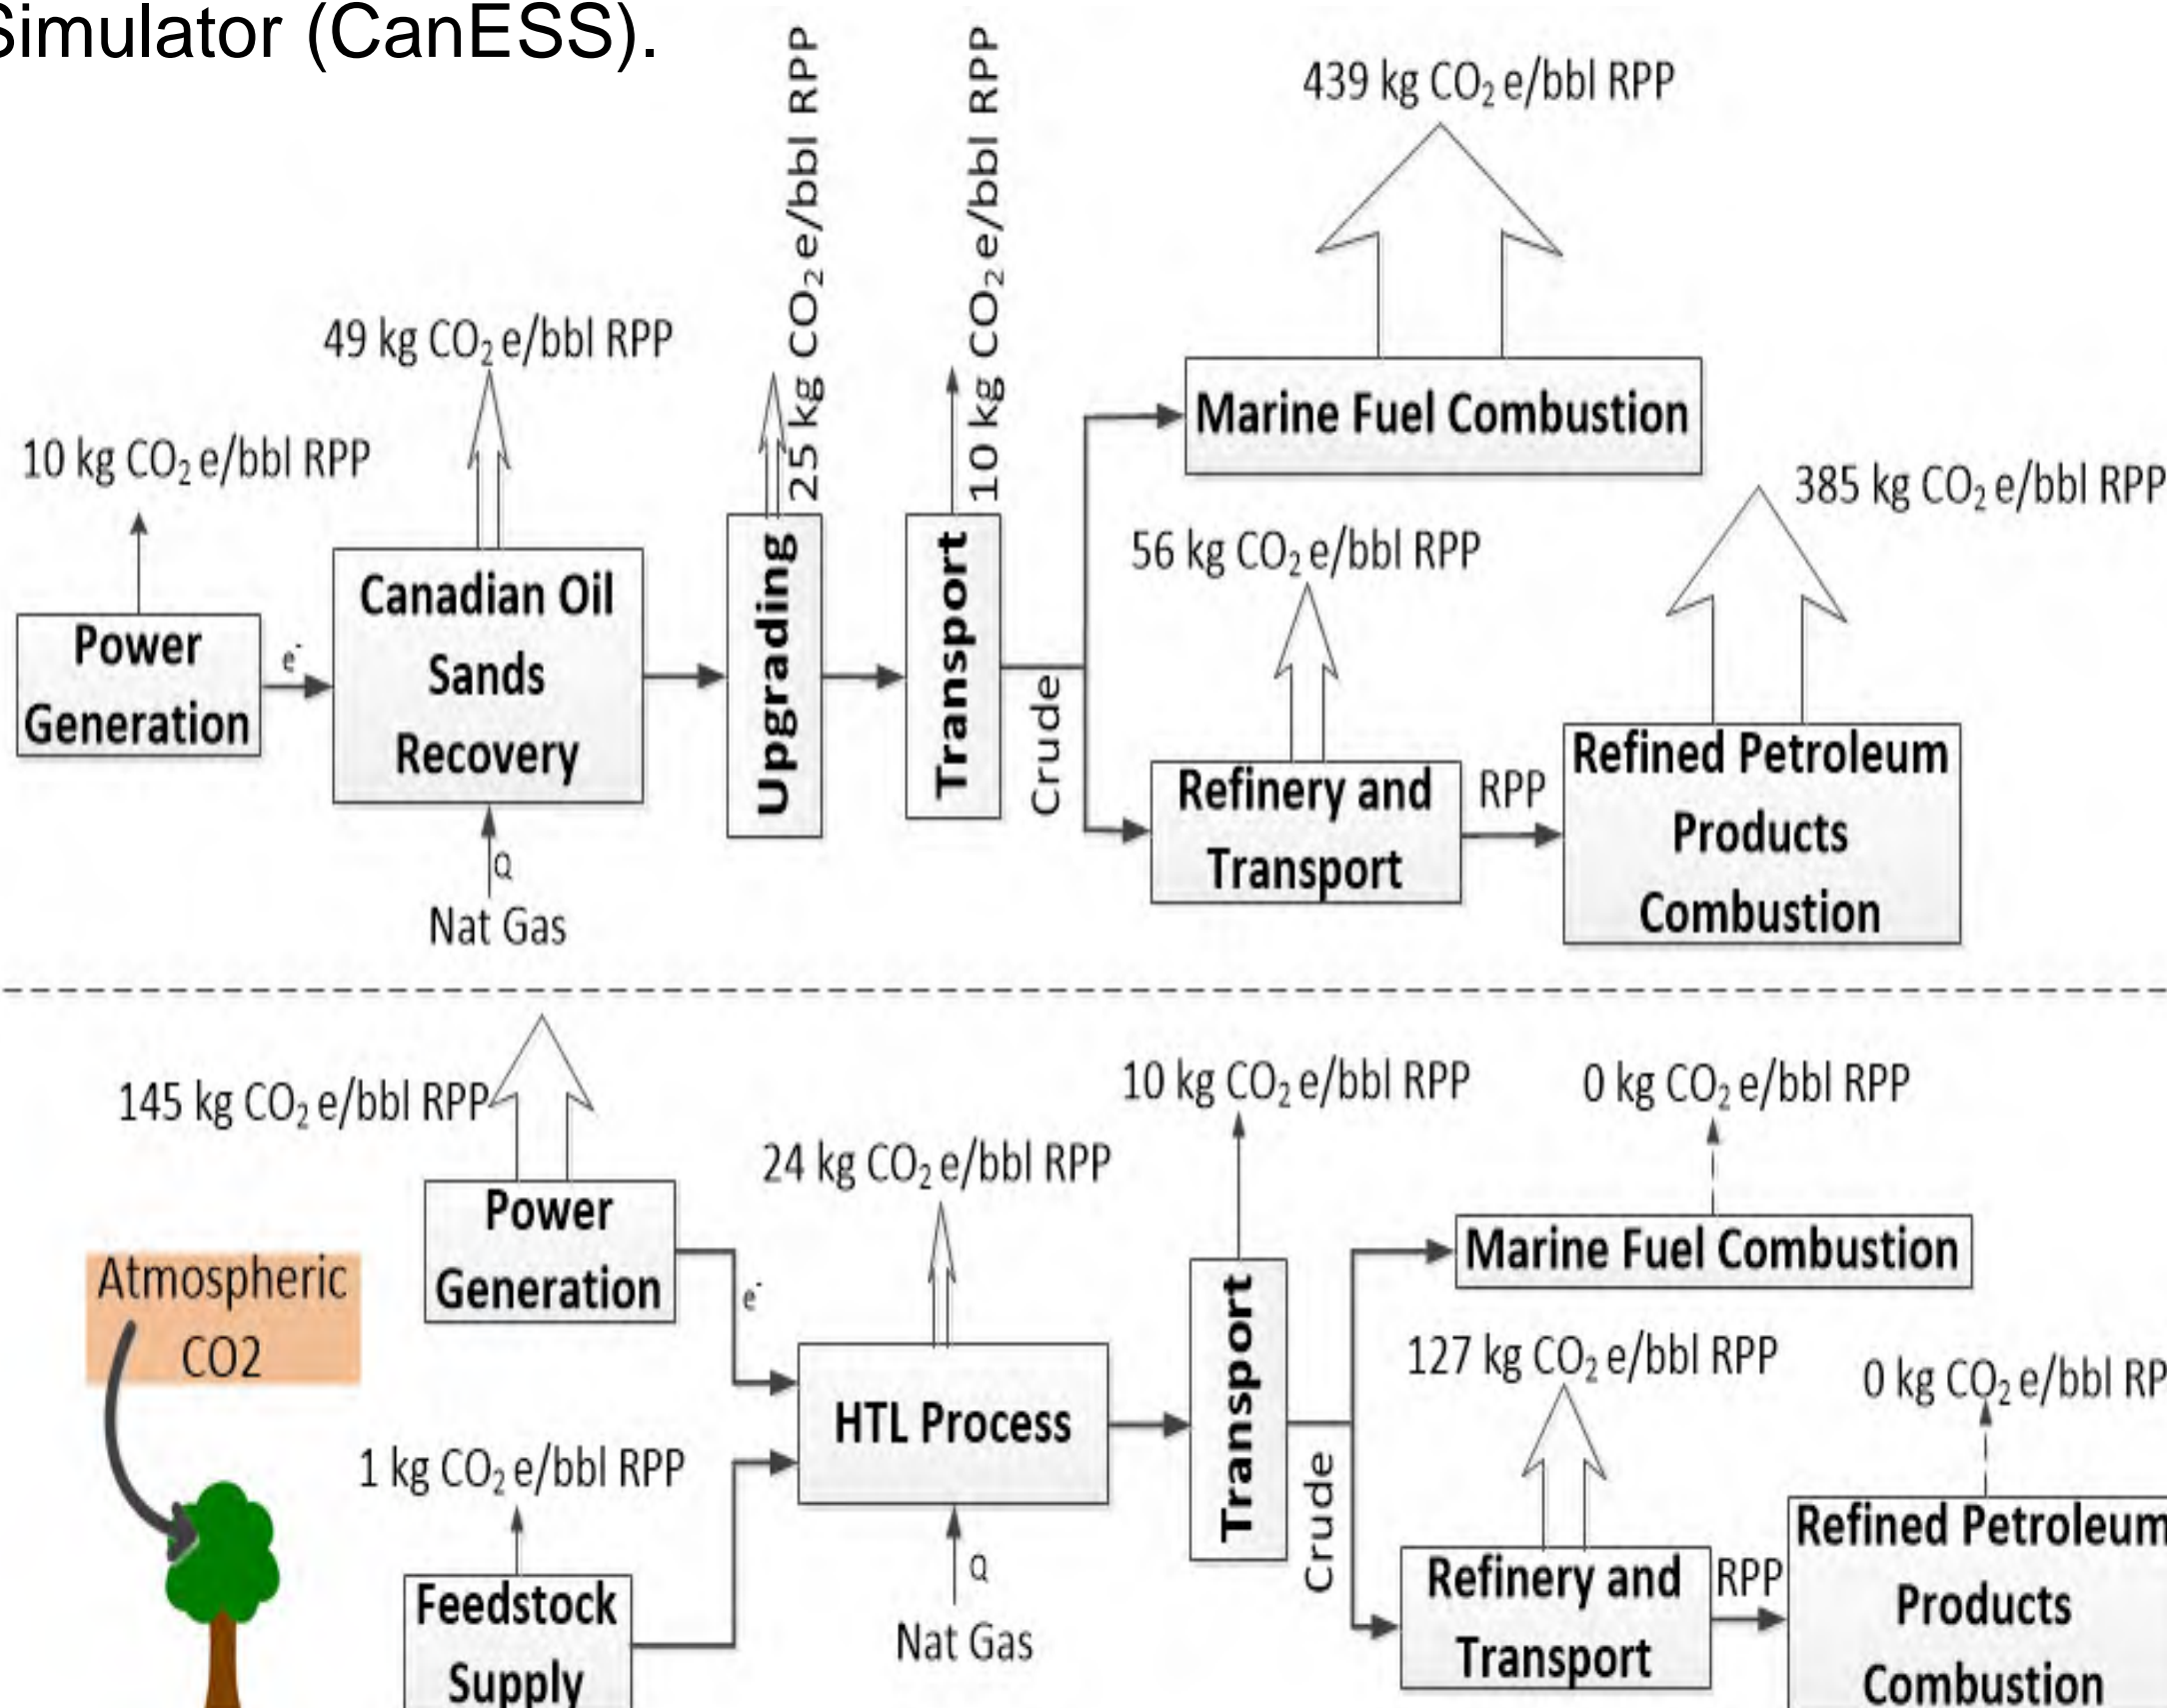 Simulator (CanESS).
439 kg CO₂ e/bbl RPP
25 kg CO₂ e/bbl RPP
10 kg CO₂ e/bbl RPP
49 kg CO₂ e/bbl RPP
10 kg CO₂ e/bbl RPP
Marine Fuel Combustion
385 kg CO₂ e/bbl RPP
56 kg CO₂ e/bbl RPP
Power
Generation
e⁻
Canadian Oil
Sands
Recovery
Upgrading
Transport
Crude
Refinery and
Transport
RPP
Refined Petroleum
Products
Combustion
Q
Nat Gas
145 kg CO₂ e/bbl RPP
10 kg CO₂ e/bbl RPP
0 kg CO₂ e/bbl RPP
24 kg CO₂ e/bbl RPP
Power
Generation
e⁻
Marine Fuel Combustion
Atmospheric
CO2
127 kg CO₂ e/bbl RPP
0 kg CO₂ e/bbl RP
HTL Process
Transport
Crude
1 kg CO₂ e/bbl RPP
Q
Nat Gas
Feedstock
Supply
Refinery and
Transport
RPP
Refined Petroleum
Products
Combustion